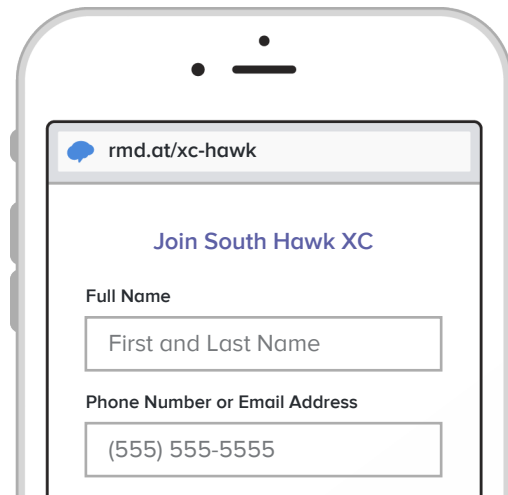 rmd.at/xc-hawk
Join South Hawk XC
Full Name
First and Last Name
Phone Number or Email Address
(555) 555-5555